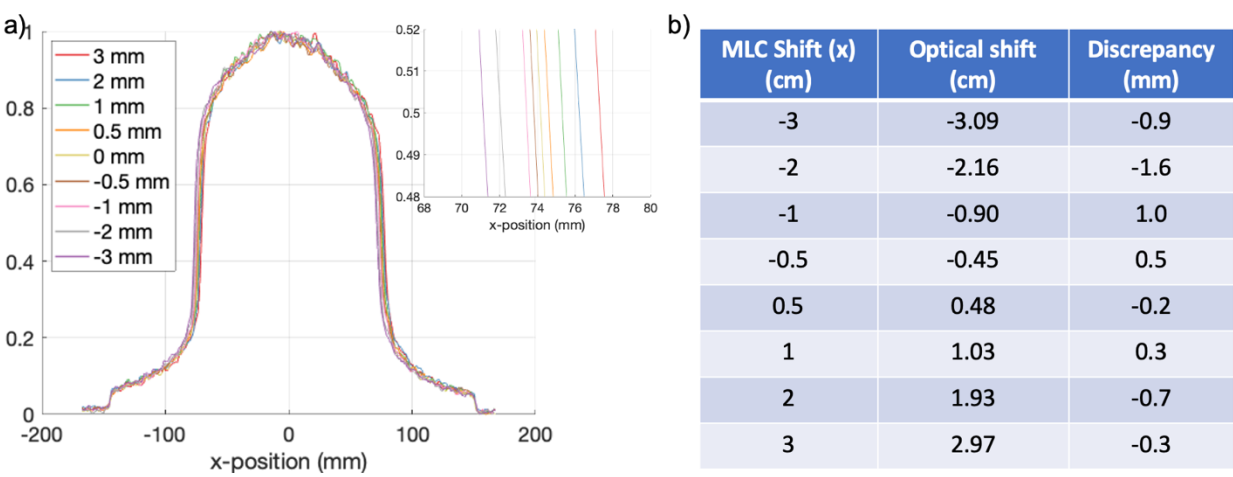 a)
1
0.8
0.6
0.4
0.2
0
-200
-100
0
100
200
x-position (mm)
3 mm
2 mm
1 mm
0.5 mm
0 mm
-0.5 mm
-1 mm
-2 mm
-3 mm
0.52
0.51
0.5
0.49
0.48
68
70
72
74
76
78
80
x-position (mm)
b)
MLC Shift (x) Optical shift Discrepancy
(cm) (cm) (mm)
-3 -3.09 -0.9
-2 -2.16 -1.6
-1 -0.90 1.0
-0.5 -0.45 0.5
0.5 0.48 -0.2
1 1.03 0.3
2 1.93 -0.7
3 2.97 -0.3